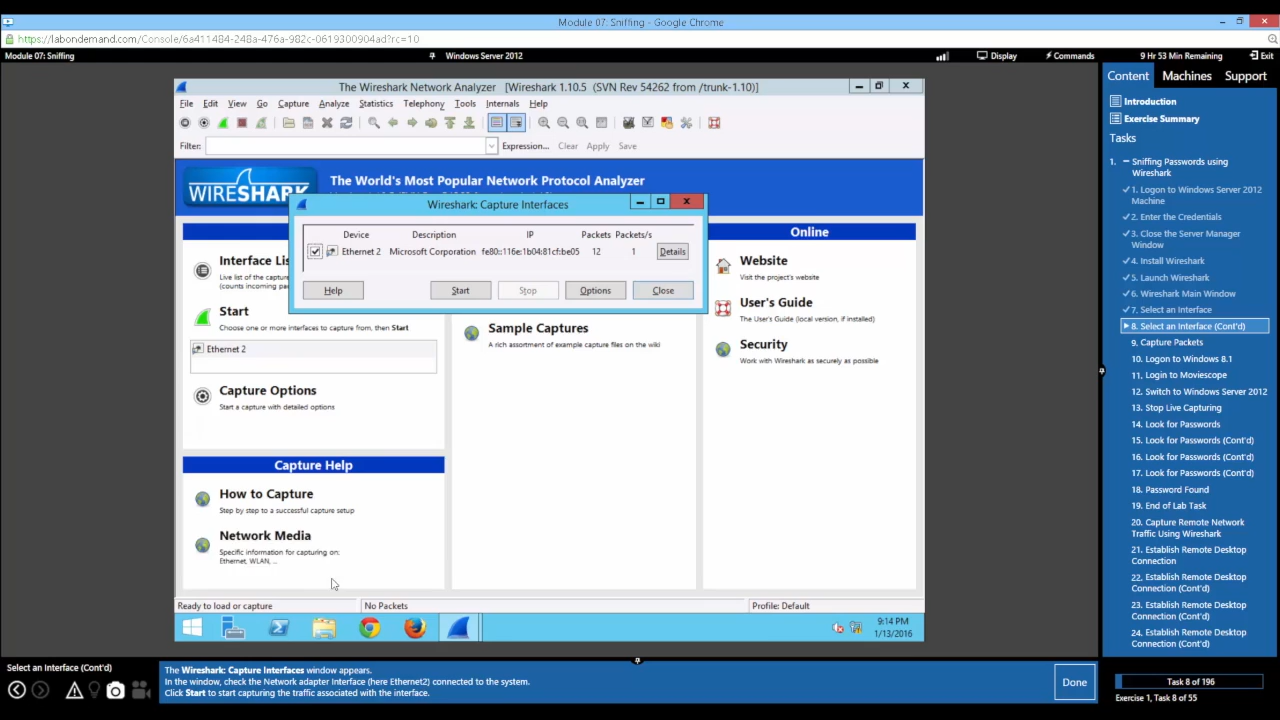 Module 07: Sniffing - Google Chrome
https://labondemand.com/Console/6a411484-248a-476a-982c-0619300904ad?rc=10
Module 07: Sniffing
Windows Server 2012
Display
Commands
9 Hr 53 Min Remaining
Exit
The Wireshark Network Analyzer [Wireshark 1.10.5 (SVN Rev 54262 from /trunk-1.10)]
File Edit View Go Capture Analyze Statistics Telephony Tools Internals Help
Filter:
Expression... Clear Apply Save
WIRESHARK
The World's Most Popular Network Protocol Analyzer
Wireshark: Capture Interfaces
Device Description IP Packets Packets/s
Ethernet 2 Microsoft Corporation fe80::116e:1b04:81cf:be05 12 1 Details
Help Start Stop Options Close
Interface Lis
Live list of the captur
(counts incoming pa
Start
Choose one or more interfaces to capture from, then Start
Ethernet 2
Capture Options
Start a capture with detailed options
Capture Help
How to Capture
Step by step to a successful capture setup
Network Media
Specific information for capturing on:
Ethernet, WLAN, ...
Sample Captures
A rich assortment of example capture files on the wiki
Online
Website
Visit the project's website
User's Guide
The User's Guide (local version, if installed)
Security
Work with Wireshark as securely as possible
Ready to load or capture
No Packets
Profile: Default
9:14 PM
1/13/2016
Content Machines Support
Introduction
Exercise Summary
Tasks
1. Sniffing Passwords using
Wireshark
1. Logon to Windows Server 2012
Machine
2. Enter the Credentials
3. Close the Server Manager
Window
4. Install Wireshark
5. Launch Wireshark
6. Wireshark Main Window
7. Select an Interface
8. Select an Interface (Cont'd)
9. Capture Packets
10. Logon to Windows 8.1
11. Login to Moviescope
12. Switch to Windows Server 2012
13. Stop Live Capturing
14. Look for Passwords
15. Look for Passwords (Cont'd)
16. Look for Passwords (Cont'd)
17. Look for Passwords (Cont'd)
18. Password Found
19. End of Lab Task
20. Capture Remote Network
Traffic Using Wireshark
21. Establish Remote Desktop
Connection
22. Establish Remote Desktop
Connection (Cont'd)
23. Establish Remote Desktop
Connection (Cont'd)
24. Establish Remote Desktop
Connection (Cont'd)
Select an Interface (Cont'd)
The Wireshark: Capture Interfaces window appears.
In the window, check the Network adapter Interface (here Ethernet2) connected to the system.
Click Start to start capturing the traffic associated with the interface.
Done
Task 8 of 196
Exercise 1, Task 8 of 55